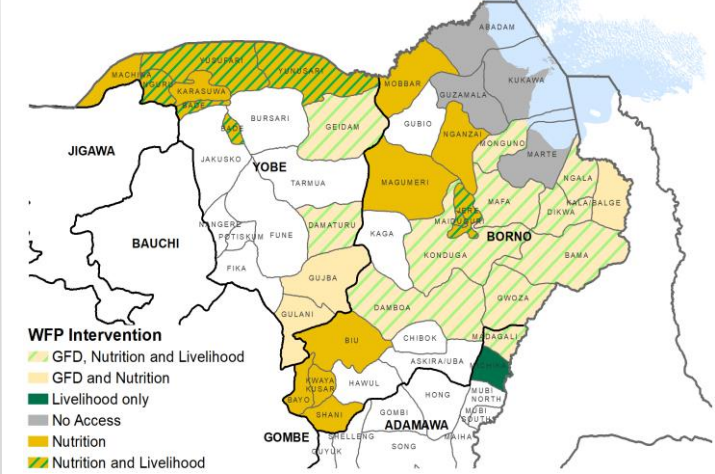 ABADAM
YUSUFARI
MACHINA
YUNUSARI
NGURU
MOBBAR
KUKAWA
KARASUWA
GUZAMALA
BADE
BURSARI
GUBIO
BADE
GEIDAM
NGANZAI
MONGUNO
JIGAWA
MARTE
JAKUSKO
YOBE
NGALA
MAGUMERI
TARMUA
MAFA
KALA/BALGE
JERE
DIKWA
NANGERE
DAMATURU
MAIDUGURI
POTISKUM
FUNE
KAGA
BORNO
BAUCHI
KONDUGA
BAMA
FIKA
GUJBA
GWOZA
DAMBOA
GULANI
WFP Intervention
MADAGALI
GFD, Nutrition and Livelihood
BIU
CHIBOK
GFD and Nutrition
ASKIRA/UBA
MICHIKA
Livelihood only
KWAYA
KUSAR
HAWUL
HONG
MUBI
NORTH
BAYO
No Access
SHANI
GOMBI
MUBI
SOUTH
Nutrition
ADAMAWA
GOMBE
SHELLENG
MAIHA
GUYUK
SONG
Nutrition and Livelihood